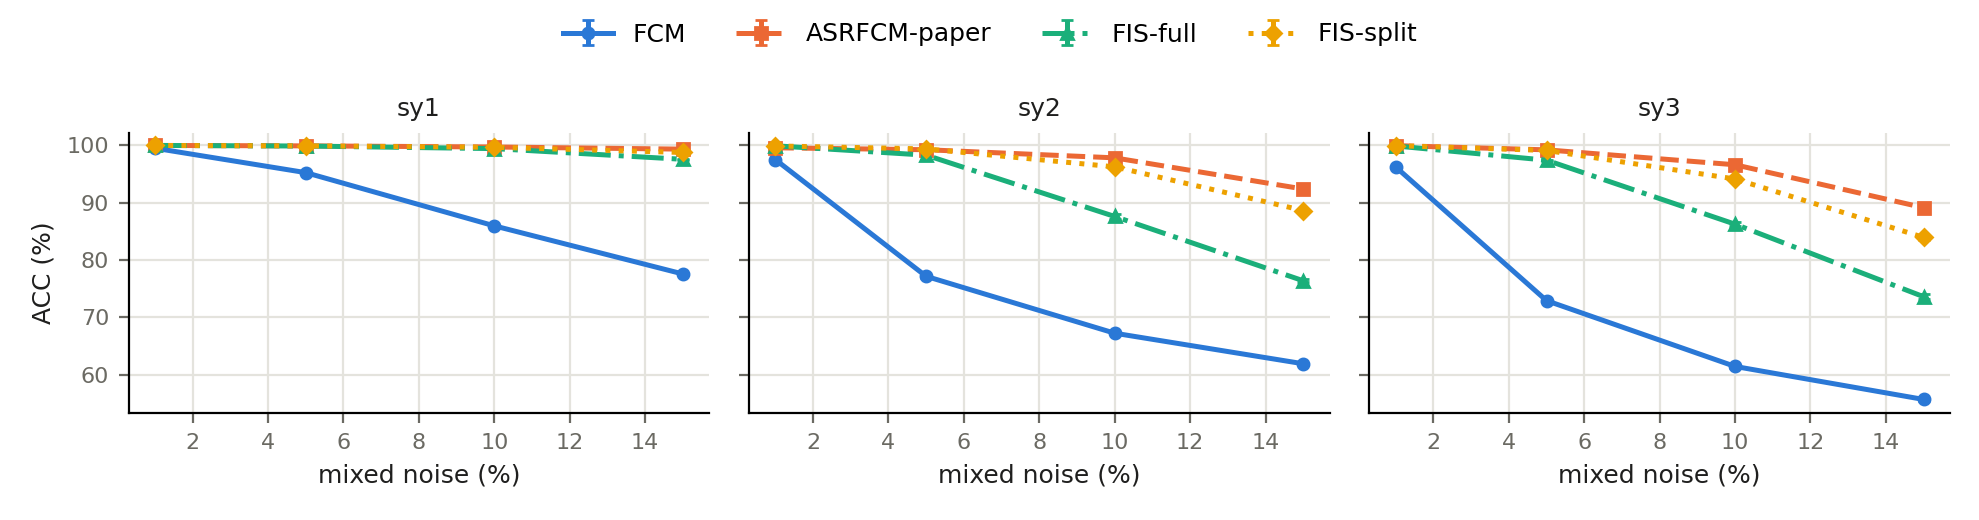 FCM ASRFCM-paper FIS-full FIS-split
sy1 sy2 sy3
ACC (%)
100
90
80
70
60
2 4 6 8 10 12 14 2 4 6 8 10 12 14 2 4 6 8 10 12 14
mixed noise (%) mixed noise (%) mixed noise (%)